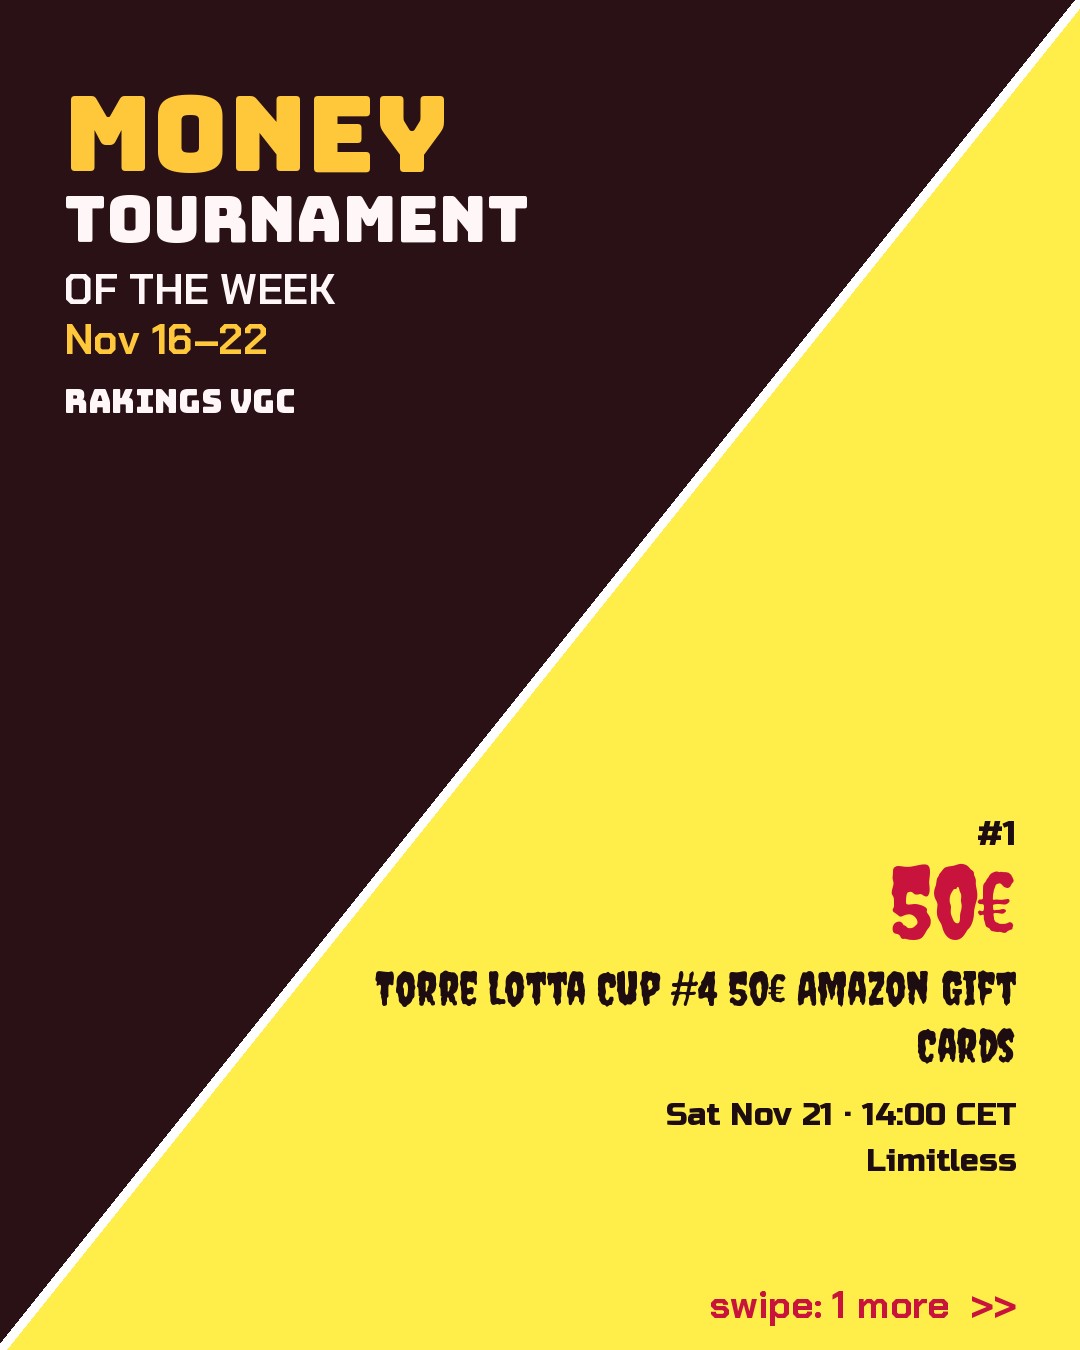 MONEY
TOURNAMENT
OF THE WEEK
Nov 16–22
RAKINGS VGC
#1
50€
TORRE LOTTA CUP #4 50€ AMAZON GIFT
CARDS
Sat Nov 21 · 14:00 CET
Limitless
swipe: 1 more >>